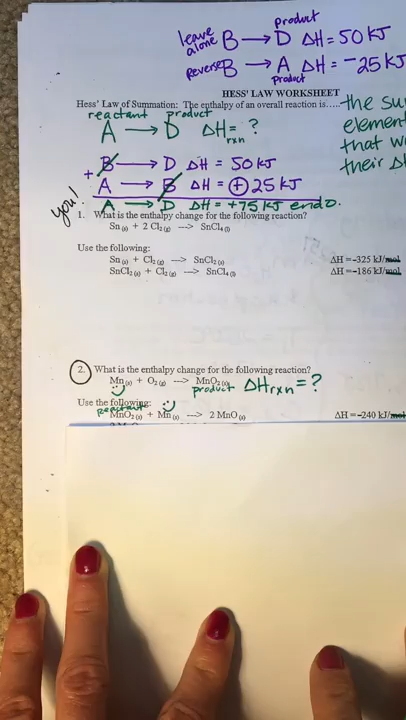 product
leave alone B → D ΔH = 50 KJ
reverse B → A ΔH = -25 KJ
product
HESS' LAW WORKSHEET
Hess' Law of Summation: The enthalpy of an overall reaction is….. the su
element
that w
their Δ
reactant product
A → D ΔHrxn = ?
B → D ΔH = 50 KJ
+ A → B ΔH = + 25 KJ
you! A → D ΔH = +75 KJ endo.
1. What is the enthalpy change for the following reaction?
Sn (s) + 2 Cl2 (g) --> SnCl4 (l)
Use the following:
Sn (s) + Cl2 (g) --> SnCl2 (s) ΔH =-325 kJ/mol
SnCl2 (s) + Cl2 (g) --> SnCl4 (l) ΔH =-186 kJ/mol
2. What is the enthalpy change for the following reaction?
Mn (s) + O2 (g) --> MnO2 (s)
product ΔHrxn = ?
Use the following:
reactant
MnO2 (s) + Mn (s) --> 2 MnO (s) ΔH =-240 kJ/mol